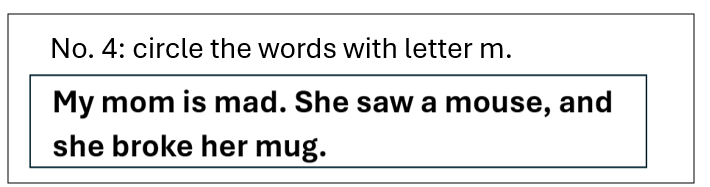 No. 4: circle the words with letter m.
My mom is mad. She saw a mouse, and
she broke her mug.